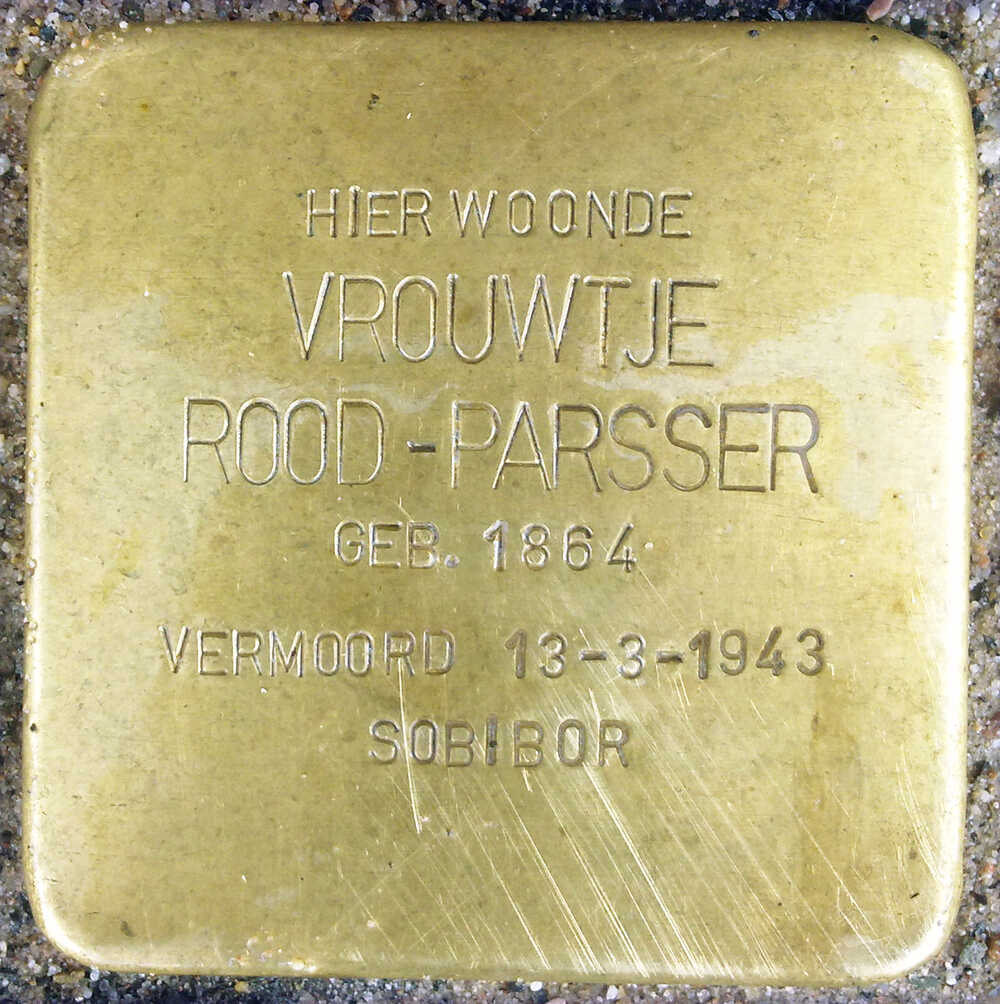 HIER WOONDE
VROUWTJE
ROOD-PARSSER
GEB. 1864
VERMOORD 13-3-1943
SOBIBOR